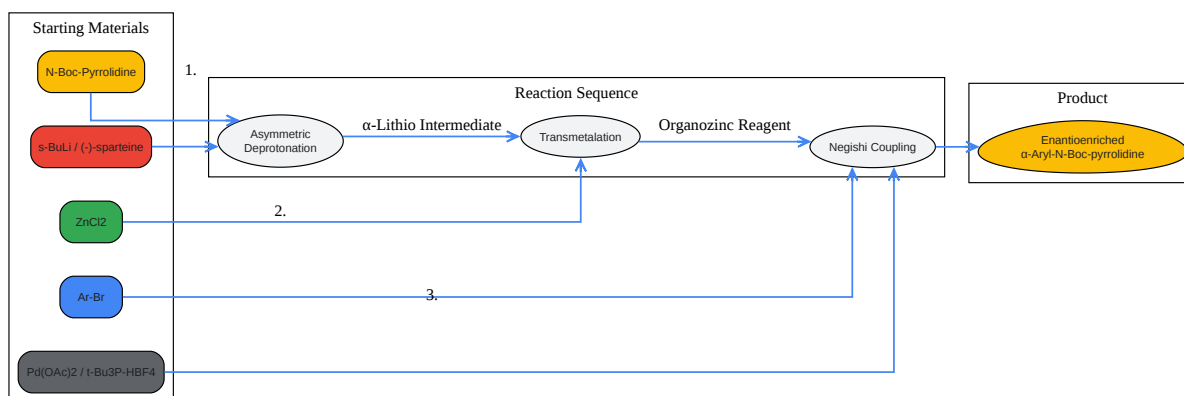 Starting Materials
N-Boc-Pyrrolidine
s-BuLi / (-)-sparteine
ZnCl2
Ar-Br
Pd(OAc)2 / t-Bu3P-HBF4
1.
2.
3.
Reaction Sequence
Asymmetric
Deprotonation
α-Lithio Intermediate
Transmetalation
Organozinc Reagent
Negishi Coupling
Product
Enantioenriched
α-Aryl-N-Boc-pyrrolidine